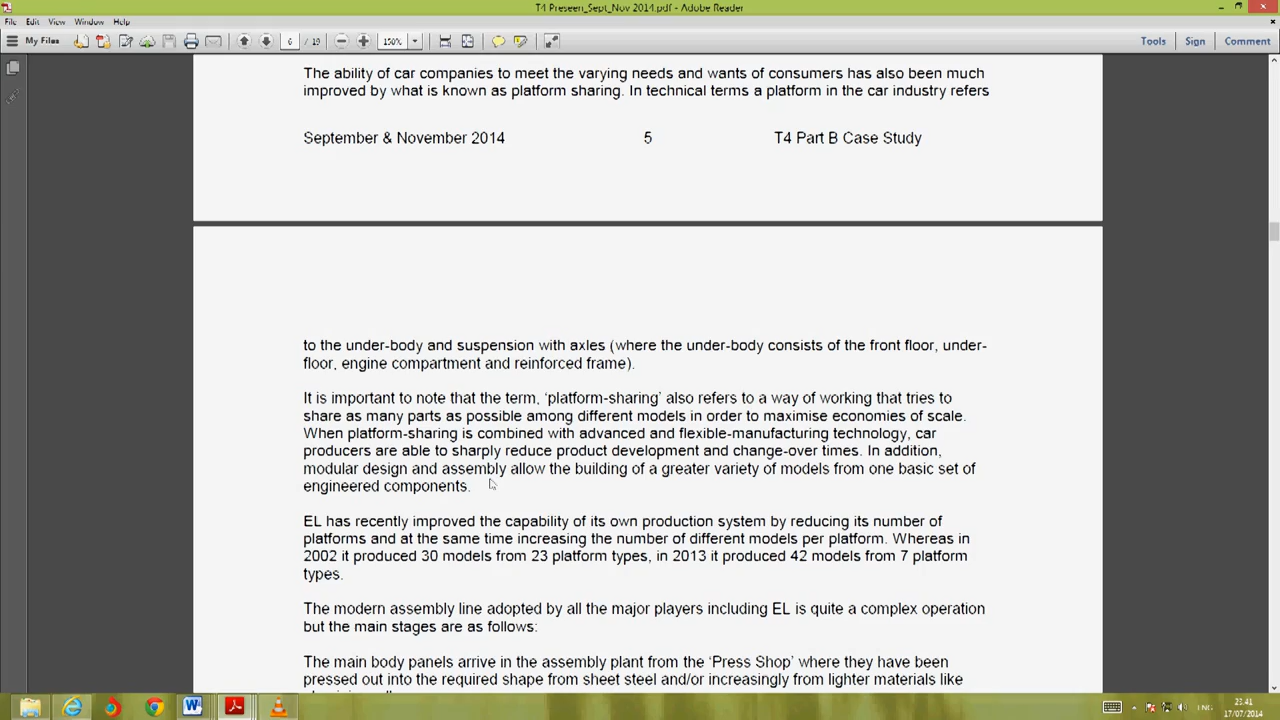 T4 Preseen_Sept_Nov 2014.pdf - Adobe Reader
File Edit View Window Help
My Files 6 / 19 150% Tools Sign Comment
The ability of car companies to meet the varying needs and wants of consumers has also been much
improved by what is known as platform sharing. In technical terms a platform in the car industry refers
September & November 2014 5 T4 Part B Case Study
to the under-body and suspension with axles (where the under-body consists of the front floor, under-
floor, engine compartment and reinforced frame).
It is important to note that the term, ‘platform-sharing’ also refers to a way of working that tries to
share as many parts as possible among different models in order to maximise economies of scale.
When platform-sharing is combined with advanced and flexible-manufacturing technology, car
producers are able to sharply reduce product development and change-over times. In addition,
modular design and assembly allow the building of a greater variety of models from one basic set of
engineered components.
EL has recently improved the capability of its own production system by reducing its number of
platforms and at the same time increasing the number of different models per platform. Whereas in
2002 it produced 30 models from 23 platform types, in 2013 it produced 42 models from 7 platform
types.
The modern assembly line adopted by all the major players including EL is quite a complex operation
but the main stages are as follows:
The main body panels arrive in the assembly plant from the ‘Press Shop’ where they have been
pressed out into the required shape from sheet steel and/or increasingly from lighter materials like
ENG 23:41
17/07/2014